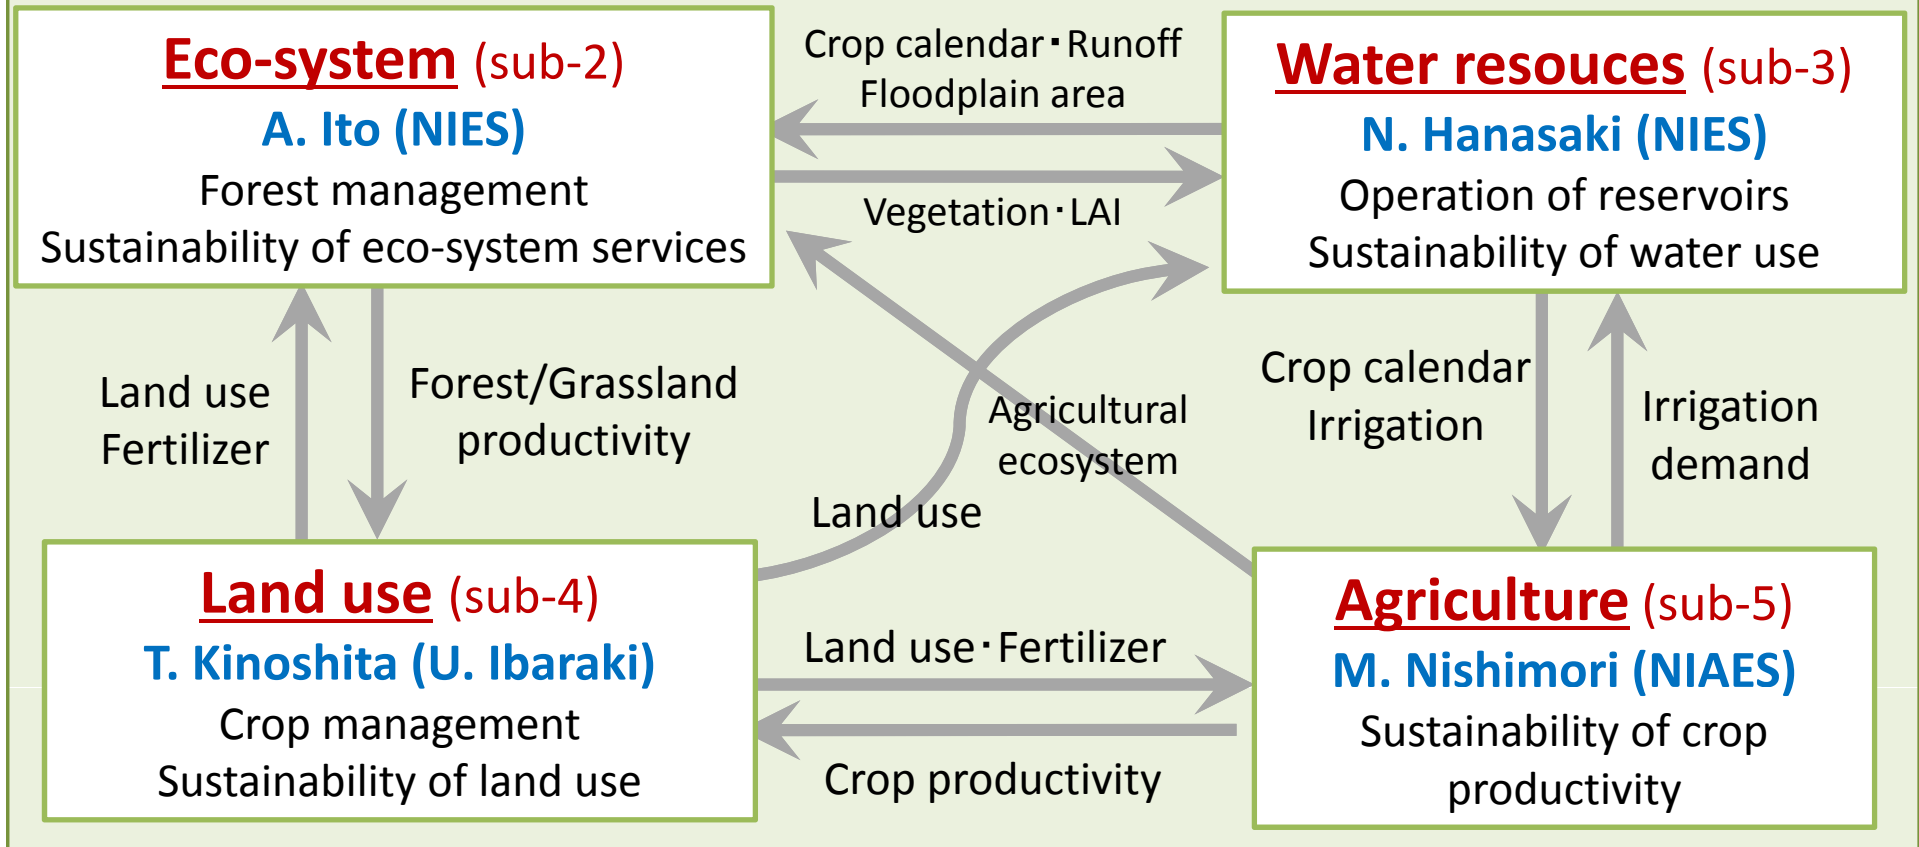 Eco-system (sub-2)
A. Ito (NIES)
Forest management
Sustainability of eco-system services
Crop calendar・Runoff
Floodplain area
Vegetation・LAI
Water resouces (sub-3)
N. Hanasaki (NIES)
Operation of reservoirs
Sustainability of water use
Land use
Fertilizer
Forest/Grassland
productivity
Land use
Agricultural
ecosystem
Crop calendar
Irrigation
Irrigation
demand
Land use (sub-4)
T. Kinoshita (U. Ibaraki)
Crop management
Sustainability of land use
Land use・Fertilizer
Crop productivity
Agriculture (sub-5)
M. Nishimori (NIAES)
Sustainability of crop
productivity